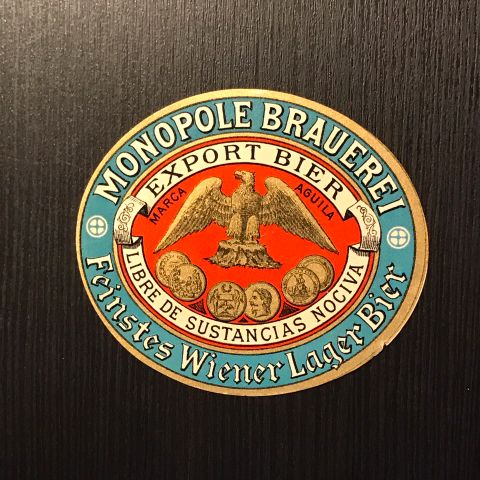 MONOPOLE BRAUEREI
EXPORT BIER
MARCA AGUILA
LIBRE DE SUSTANCIAS NOCIVA
Feinstes Wiener Lager Bier